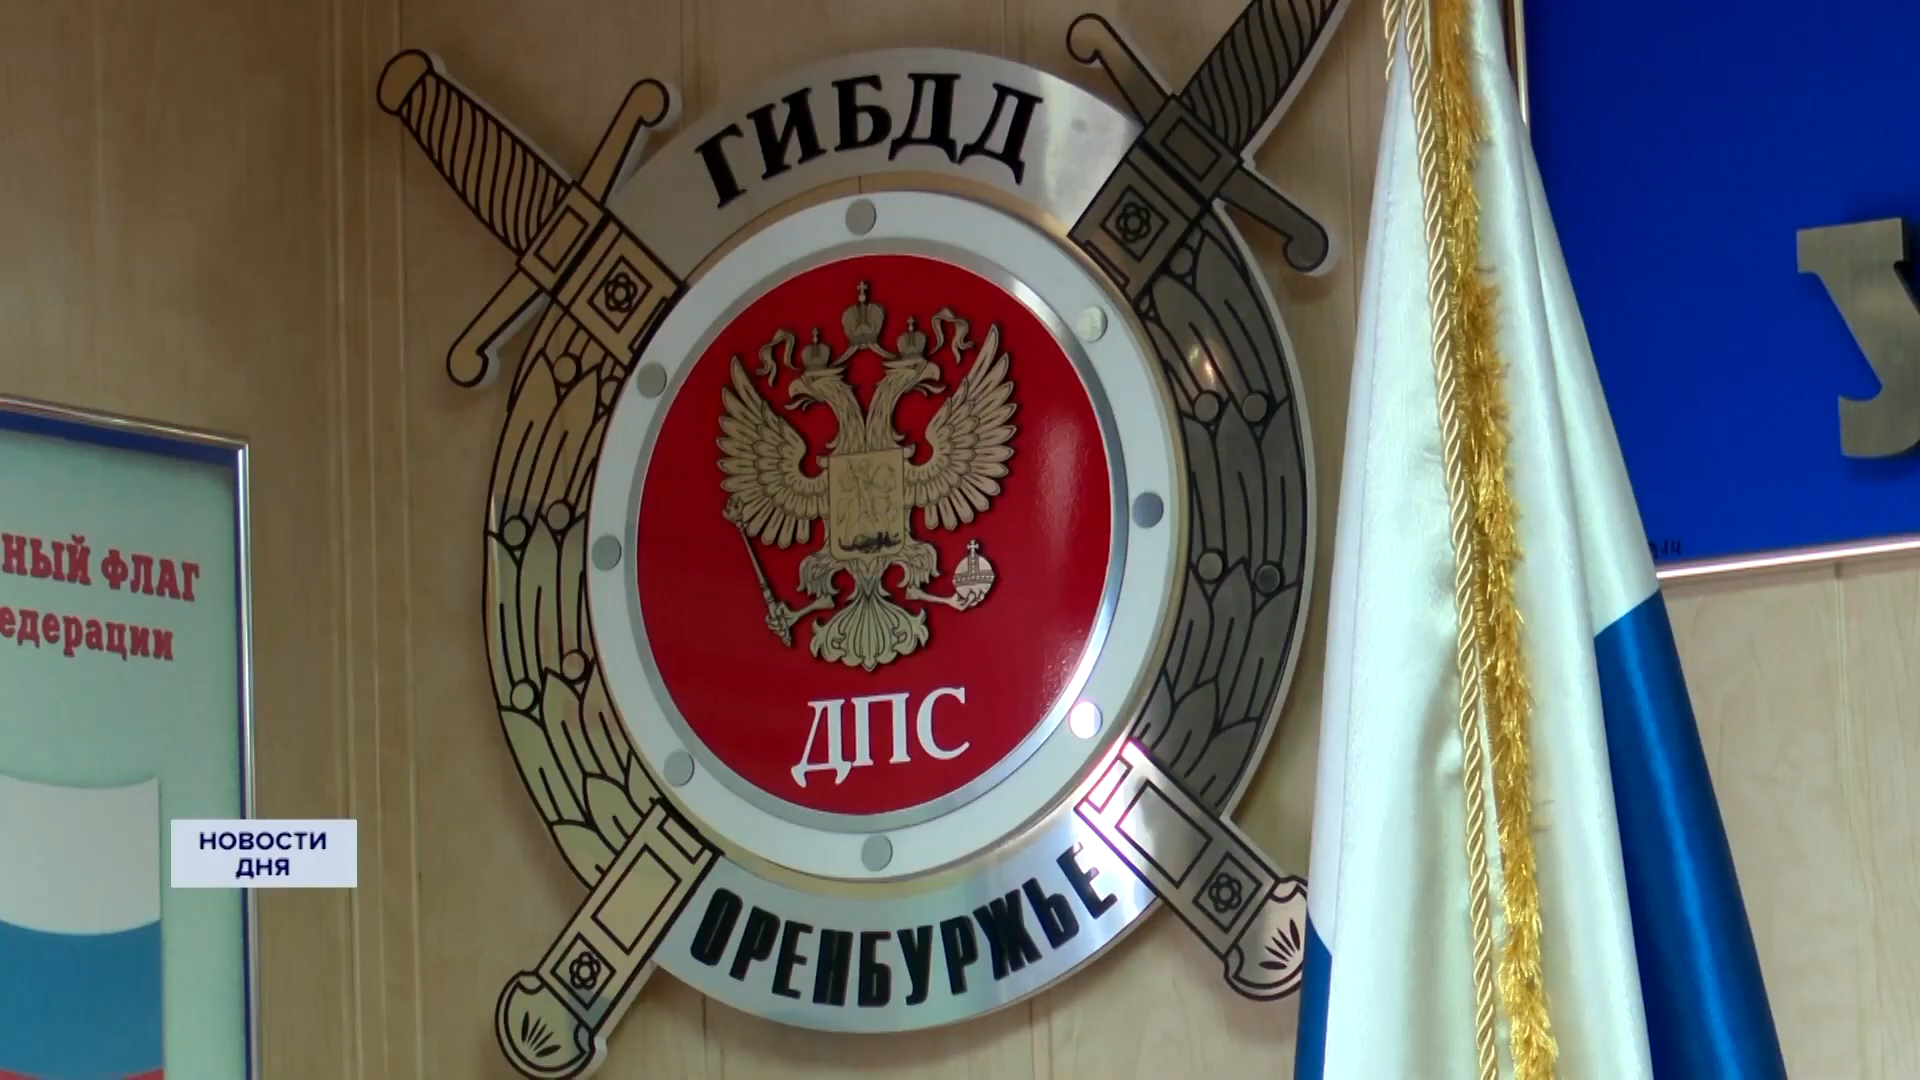 ГИБДД
ДПС
ОРЕНБУРЖЬЕ
НЫЙ ФЛАГ
едерации
НОВОСТИ
ДНЯ
У